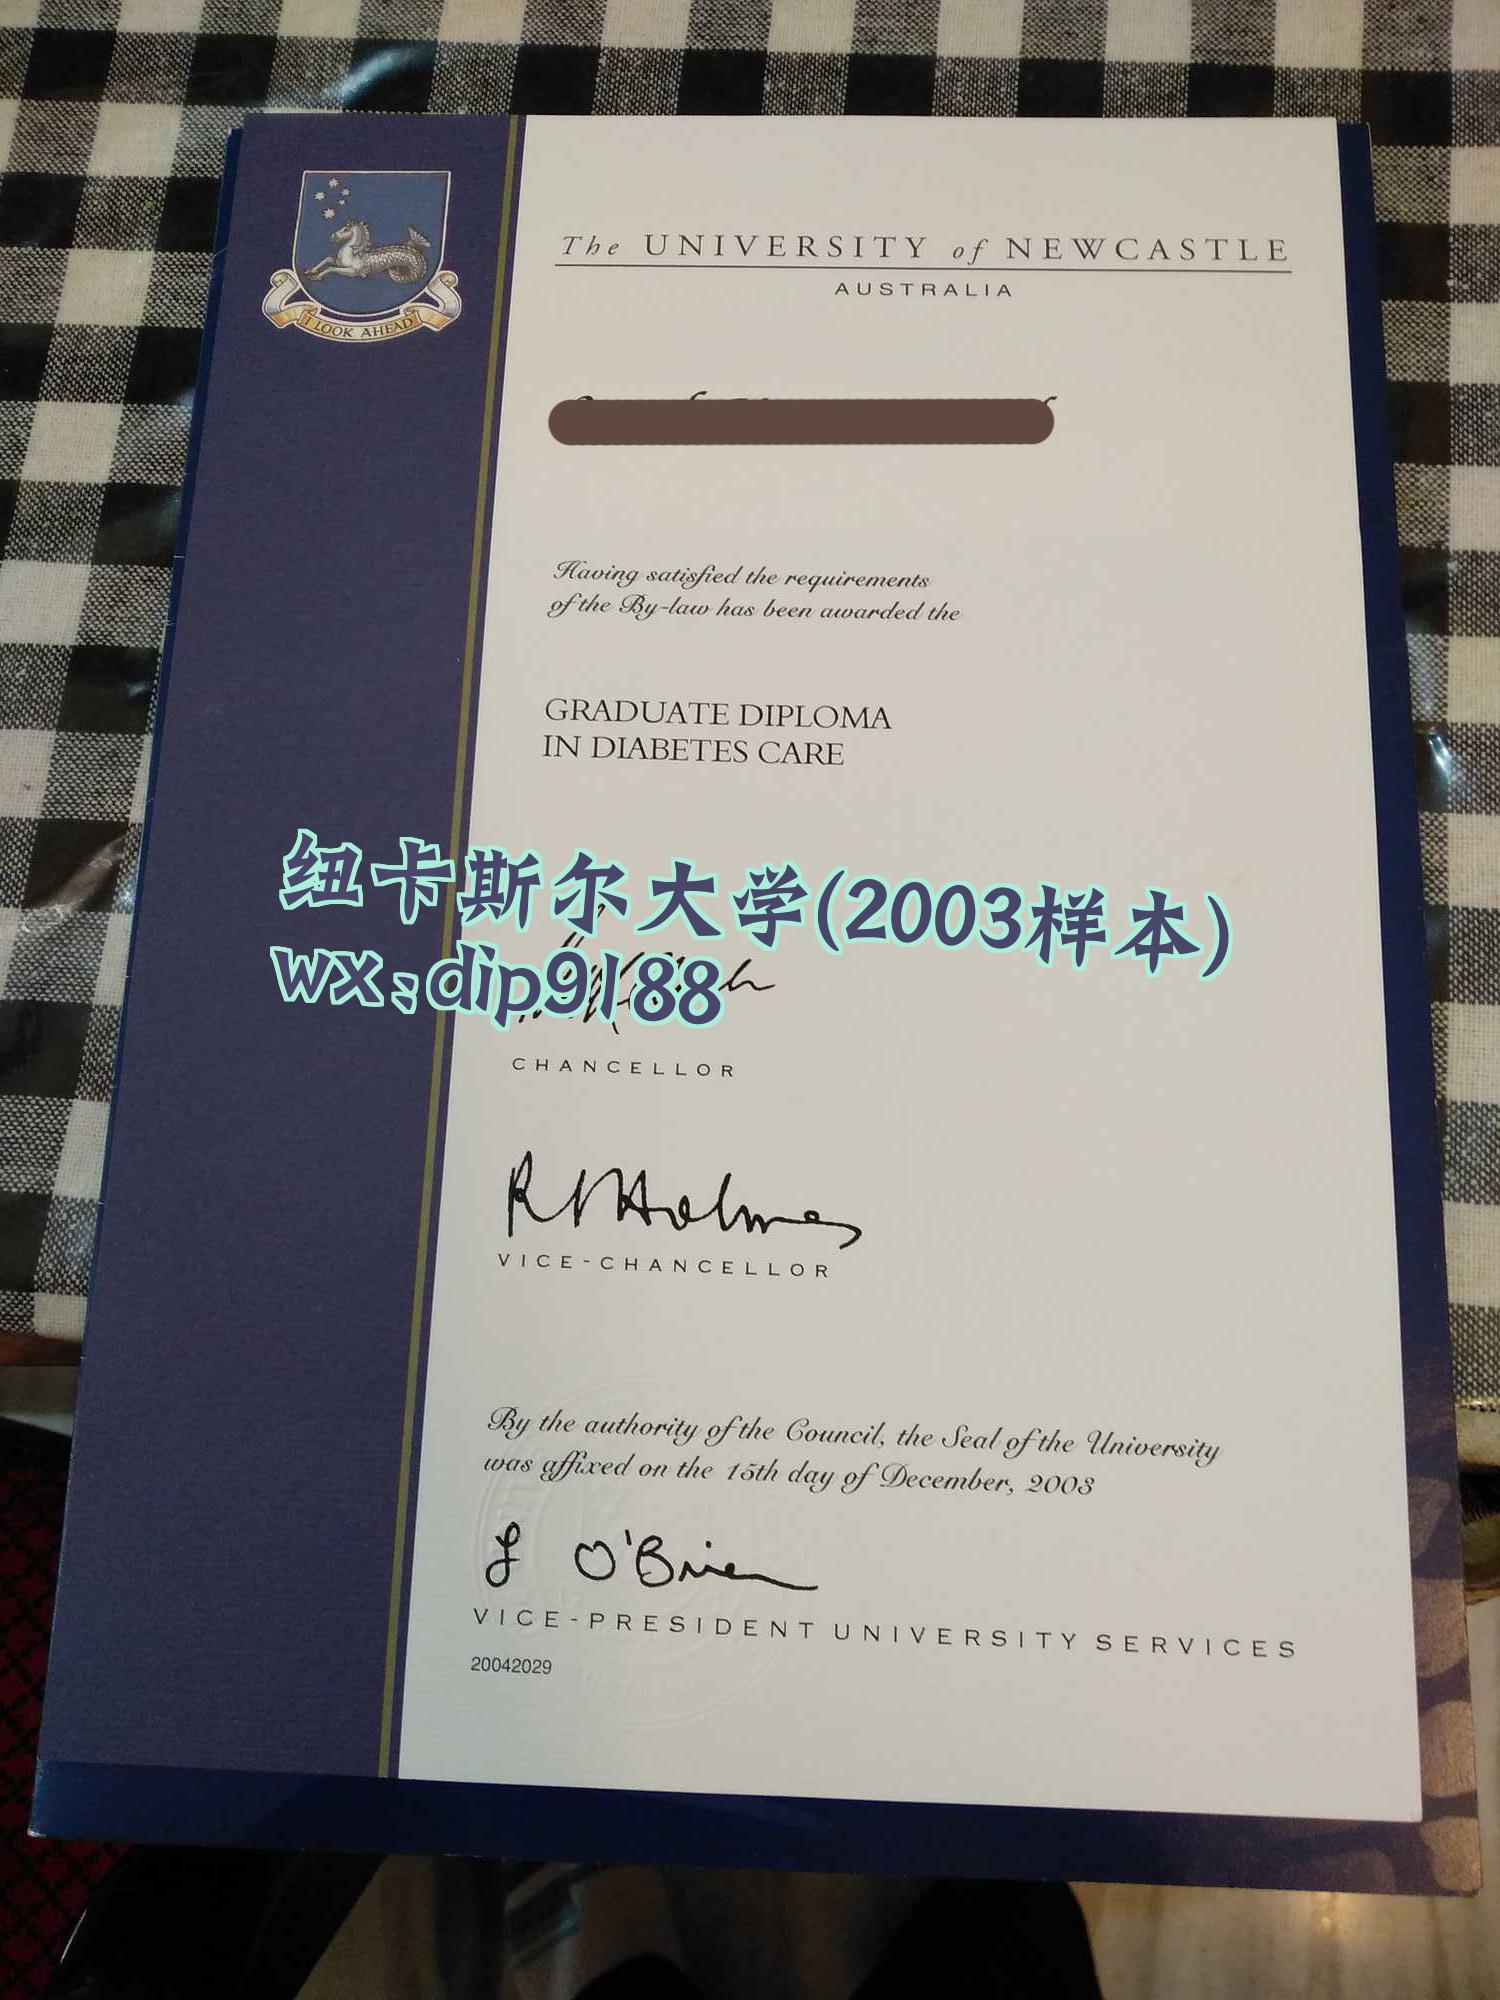 I LOOK AHEAD
The UNIVERSITY of NEWCASTLE
AUSTRALIA
Having satisfied the requirements
of the By-law has been awarded the
GRADUATE DIPLOMA
IN DIABETES CARE
纽卡斯尔大学(2003样本)
wx:dip9188
CHANCELLOR
R Holmes
VICE-CHANCELLOR
By the authority of the Council, the Seal of the University
was affixed on the 15th day of December, 2003
O'Brien
VICE-PRESIDENT UNIVERSITY SERVICES
20042029